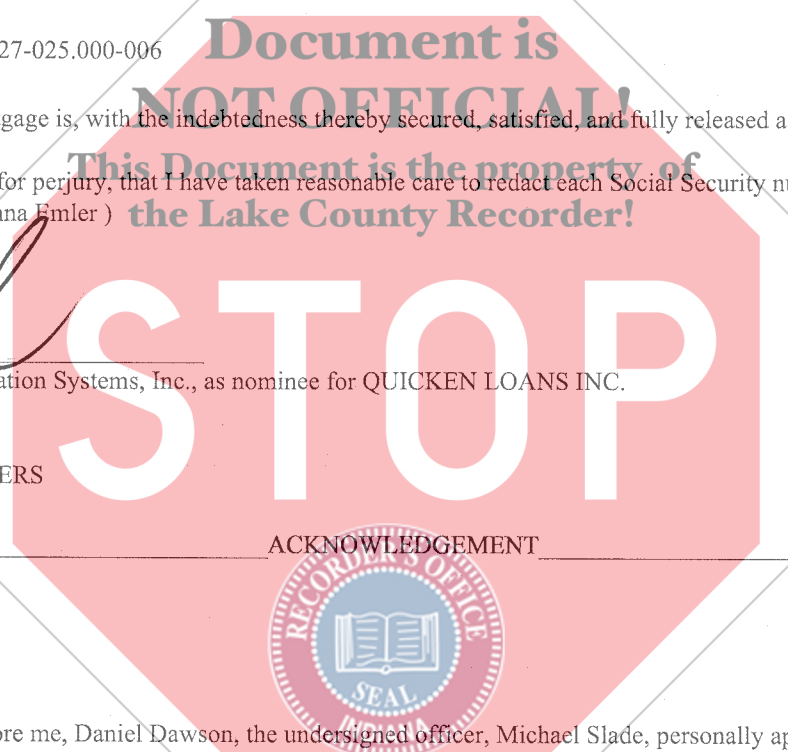 Document is
27-025.000-006
NOT OFFICIAL!
gage is, with the indebtedness thereby secured, satisfied, and fully released a
This Document is the property of
for perjury, that I have taken reasonable care to redact each Social Security nu
na Emler )
the Lake County Recorder!
STOP
ation Systems, Inc., as nominee for QUICKEN LOANS INC.
ERS
ACKNOWLEDGEMENT
RECORDER'S OFFICE
SEAL
INDIANA
ore me, Daniel Dawson, the undersigned officer, Michael Slade, personally ap